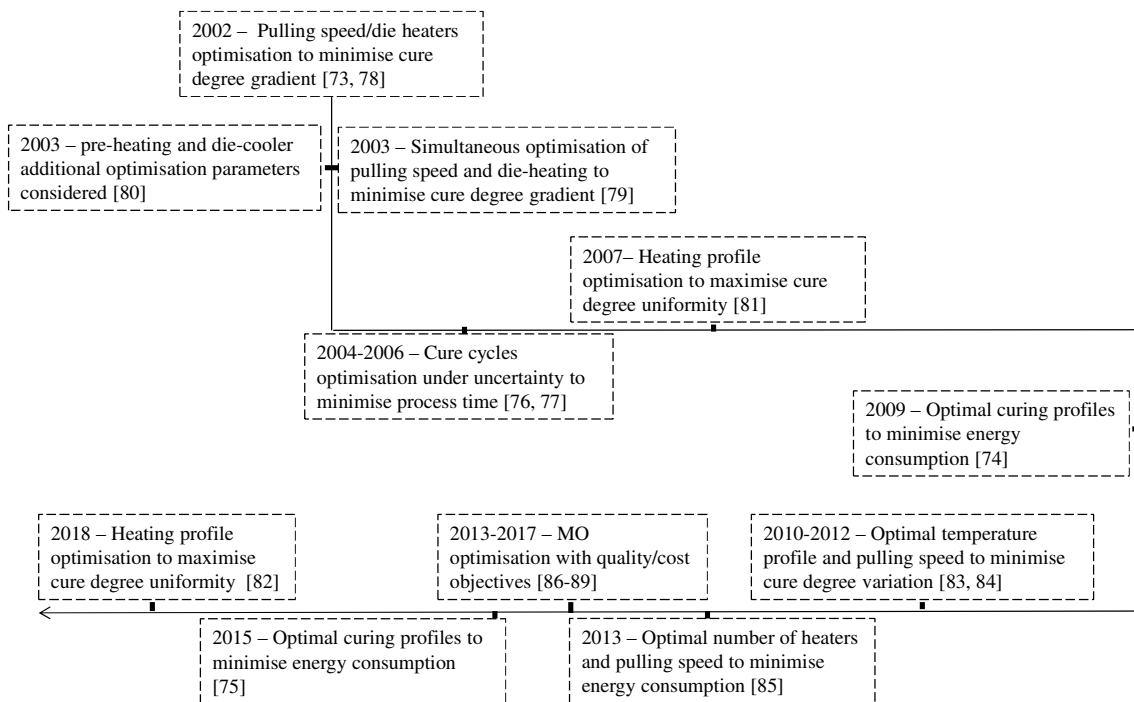 2002 – Pulling speed/die heaters
optimisation to minimise cure
degree gradient [73, 78]
2003 – pre-heating and die-cooler
additional optimisation parameters
considered [80]
2003 – Simultaneous optimisation of
pulling speed and die-heating to
minimise cure degree gradient [79]
2007– Heating profile
optimisation to maximise cure
degree uniformity [81]
2004-2006 – Cure cycles
optimisation under uncertainty to
minimise process time [76, 77]
2009 – Optimal curing profiles
to minimise energy
consumption [74]
2018 – Heating profile
optimisation to maximise
cure degree uniformity [82]
2013-2017 – MO
optimisation with quality/cost
objectives [86-89]
2010-2012 – Optimal temperature
profile and pulling speed to minimise
cure degree variation [83, 84]
2015 – Optimal curing profiles to
minimise energy consumption
[75]
2013 – Optimal number of heaters
and pulling speed to minimise
energy consumption [85]